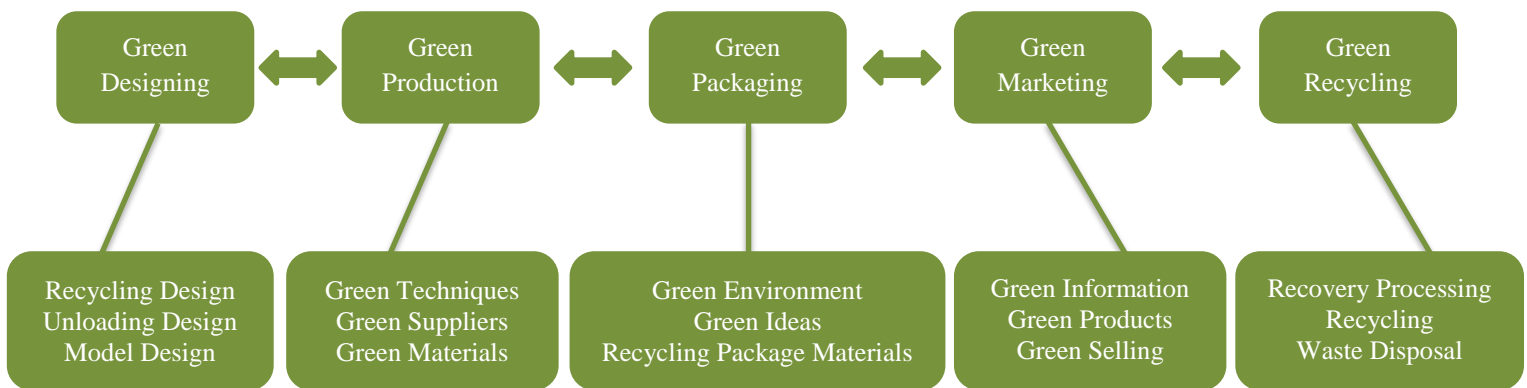 Green
Designing
Green
Production
Green
Packaging
Green
Marketing
Green
Recycling
Recycling Design
Unloading Design
Model Design
Green Techniques
Green Suppliers
Green Materials
Green Environment
Green Ideas
Recycling Package Materials
Green Information
Green Products
Green Selling
Recovery Processing
Recycling
Waste Disposal